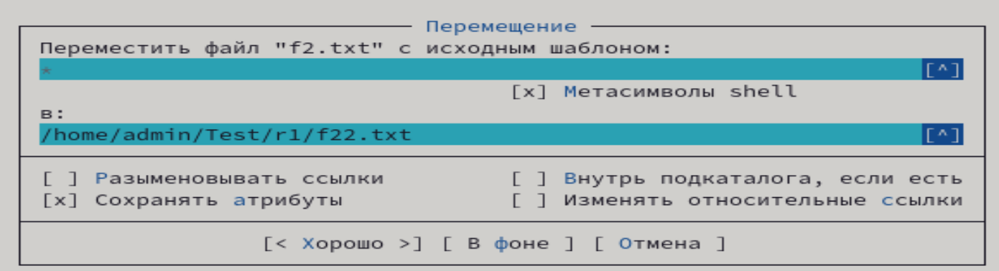 Перемещение
Переместить файл "f2.txt" с исходным шаблоном:
* [^]
[x] Метасимволы shell
в:
/home/admin/Test/r1/f22.txt [^]
[ ] Разыменовывать ссылки [ ] Внутрь подкаталога, если есть
[x] Сохранять атрибуты [ ] Изменять относительные ссылки
[< Хорошо >] [ В фоне ] [ Отмена ]